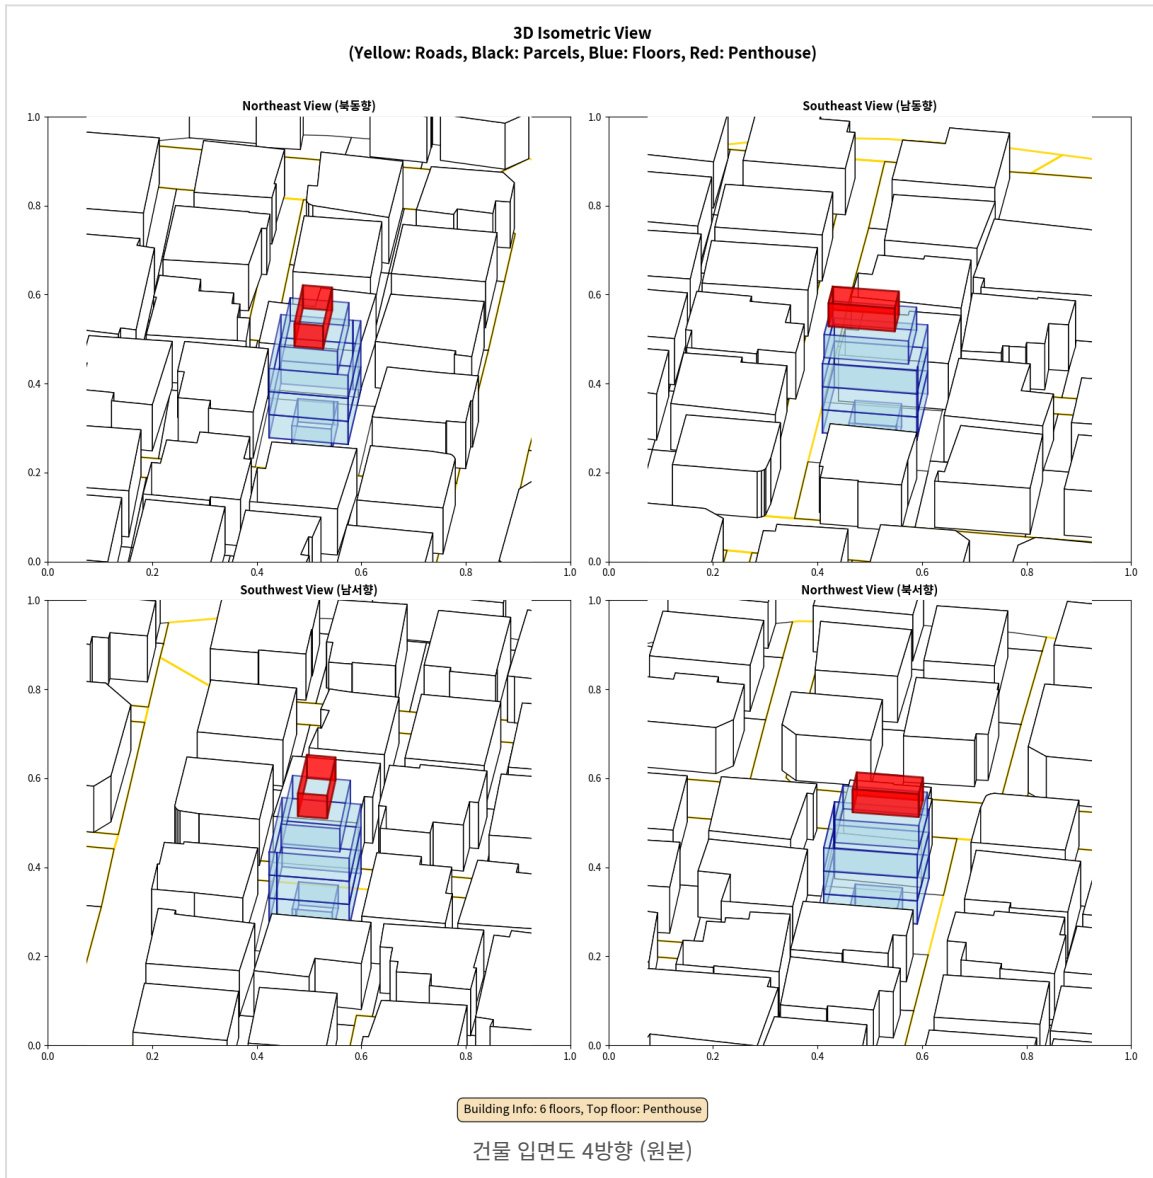 3D Isometric View
(Yellow: Roads, Black: Parcels, Blue: Floors, Red: Penthouse)
Northeast View (북동향)
1.0
0.8
0.6
0.4
0.2
0.0
0.0 0.2 0.4 0.6 0.8 1.0
Southeast View (남동향)
1.0
0.8
0.6
0.4
0.2
0.0
0.0 0.2 0.4 0.6 0.8 1.0
Southwest View (남서향)
1.0
0.8
0.6
0.4
0.2
0.0
0.0 0.2 0.4 0.6 0.8 1.0
Northwest View (북서향)
1.0
0.8
0.6
0.4
0.2
0.0
0.0 0.2 0.4 0.6 0.8 1.0
Building Info: 6 floors, Top floor: Penthouse
건물 입면도 4방향 (원본)